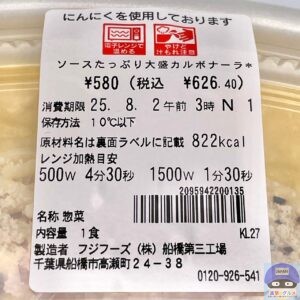 にんにくを使用しております
電子レンジで
温める
やけど
け​がも注意
ソースたっぷり大盛カルボナーラ*
¥580(税込 ¥626.40)
消費期限 25. 8. 2午前 3時 N 1
保存方法 10℃以下
原材料名は裏面ラベルに記載 822kcal
レンジ加熱目安
500W 4分30秒 1500W 1分30秒
2095942200135
名称 惣菜
内容量 1食 KL27
製造者 フジフーズ(株)船橋第三工場
千葉県船橋市高瀬町24-38
0120-926-541